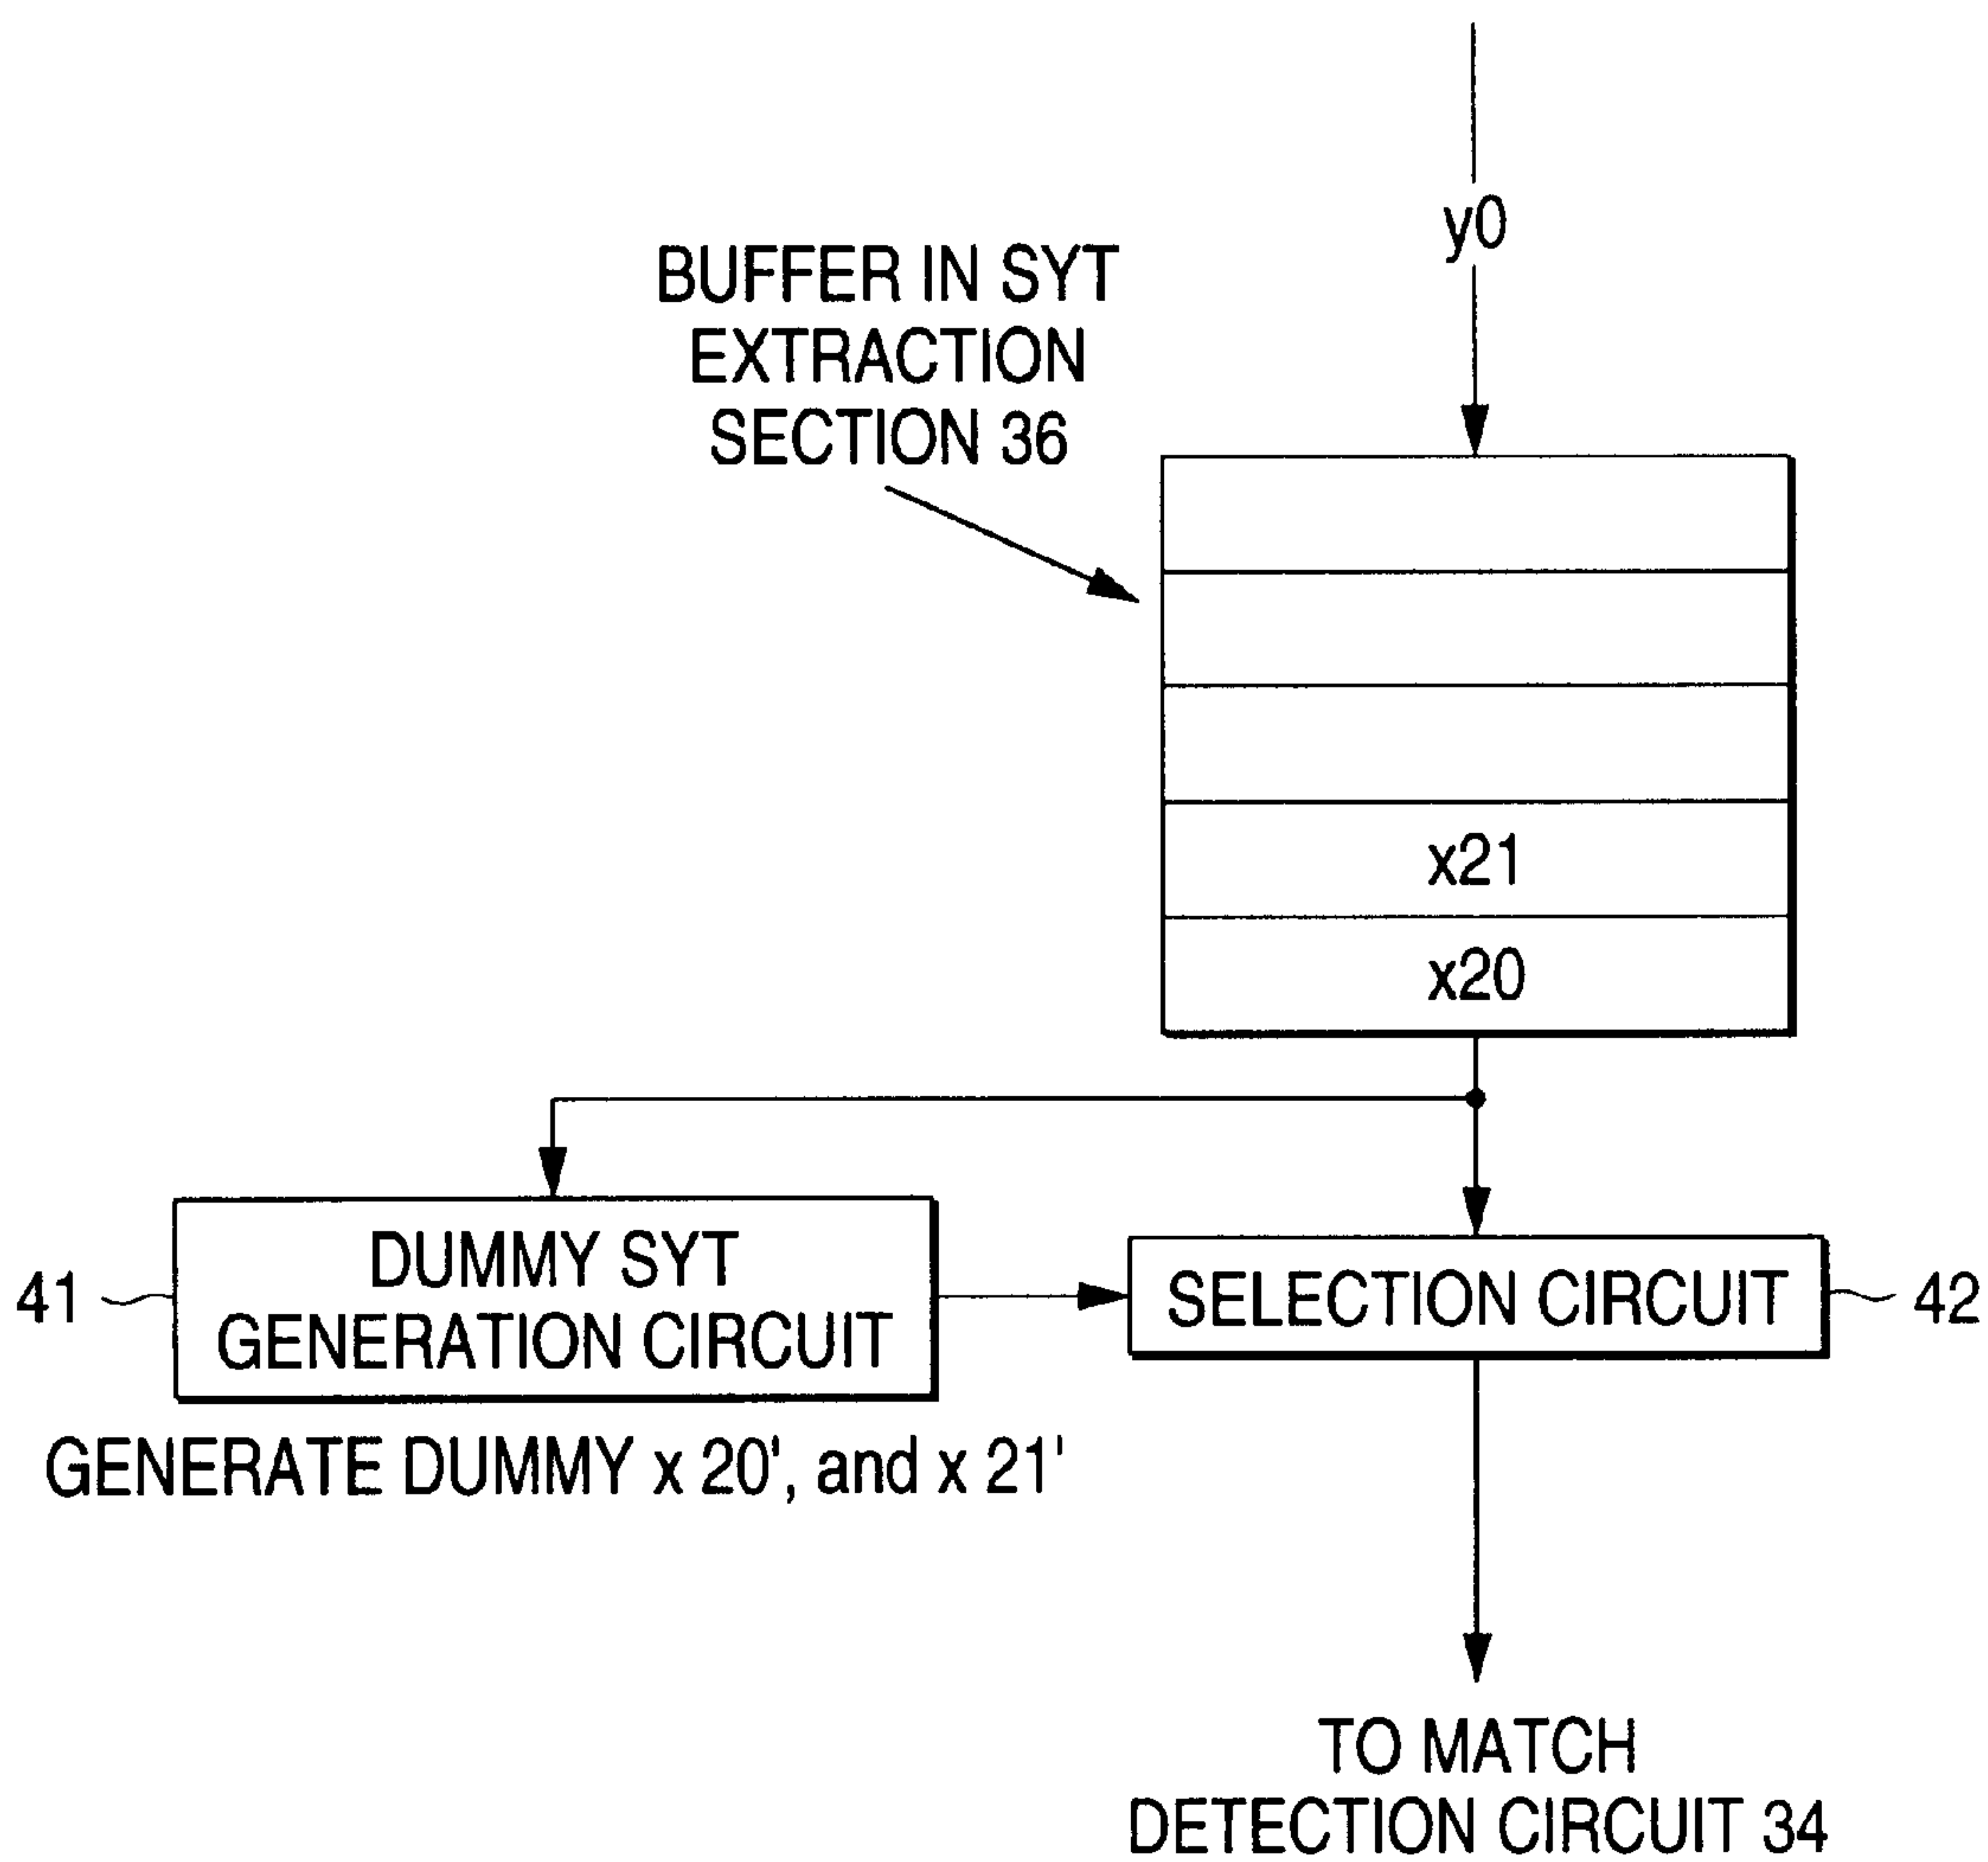 y0
BUFFER IN SYT
EXTRACTION
SECTION 36
x21
x20
41
DUMMY SYT
GENERATION CIRCUIT
SELECTION CIRCUIT
42
GENERATE DUMMY x 20', and x 21'
TO MATCH
DETECTION CIRCUIT 34